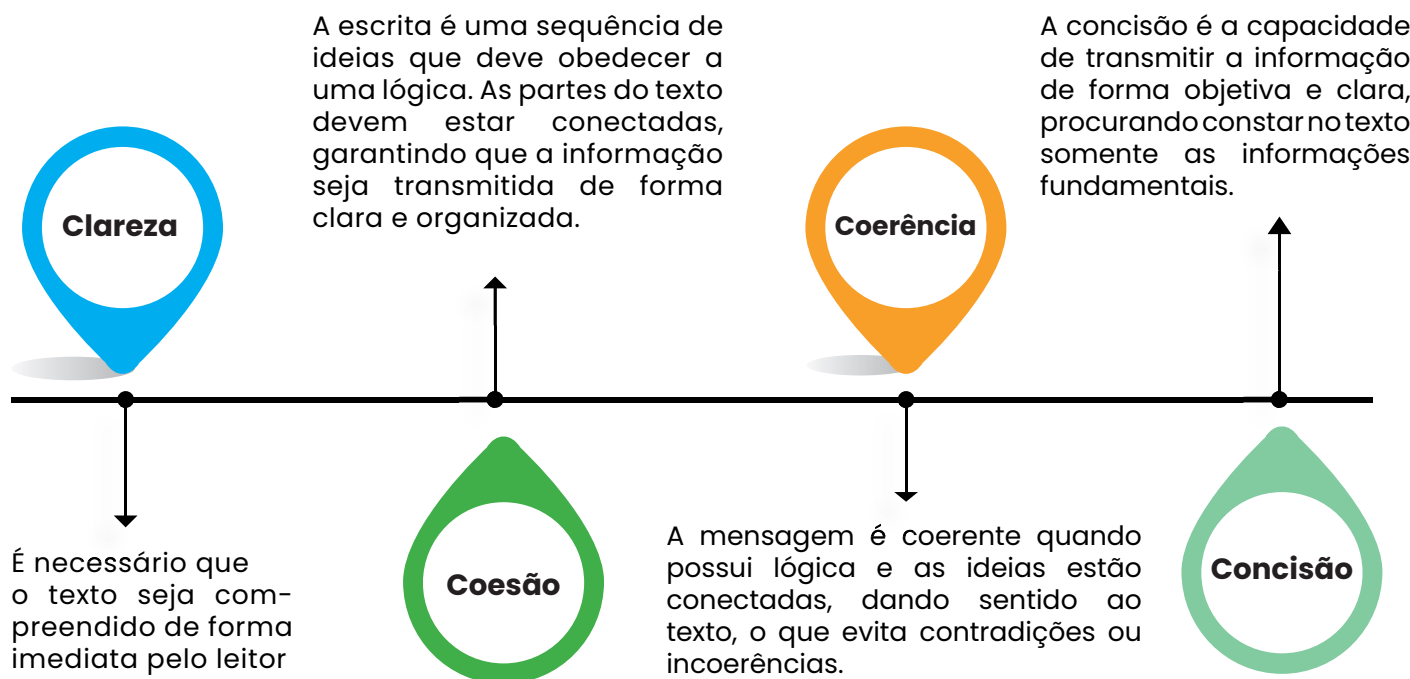 Clareza
É necessário que
o texto seja com-
preendido de forma
imediata pelo leitor
A escrita é uma sequência de
ideias que deve obedecer a
uma lógica. As partes do texto
devem estar conectadas,
garantindo que a informação
seja transmitida de forma
clara e organizada.
Coesão
Coerência
A mensagem é coerente quando
possui lógica e as ideias estão
conectadas, dando sentido ao
texto, o que evita contradições ou
incoerências.
A concisão é a capacidade
de transmitir a informação
de forma objetiva e clara,
procurando constar no texto
somente as informações
fundamentais.
Concisão